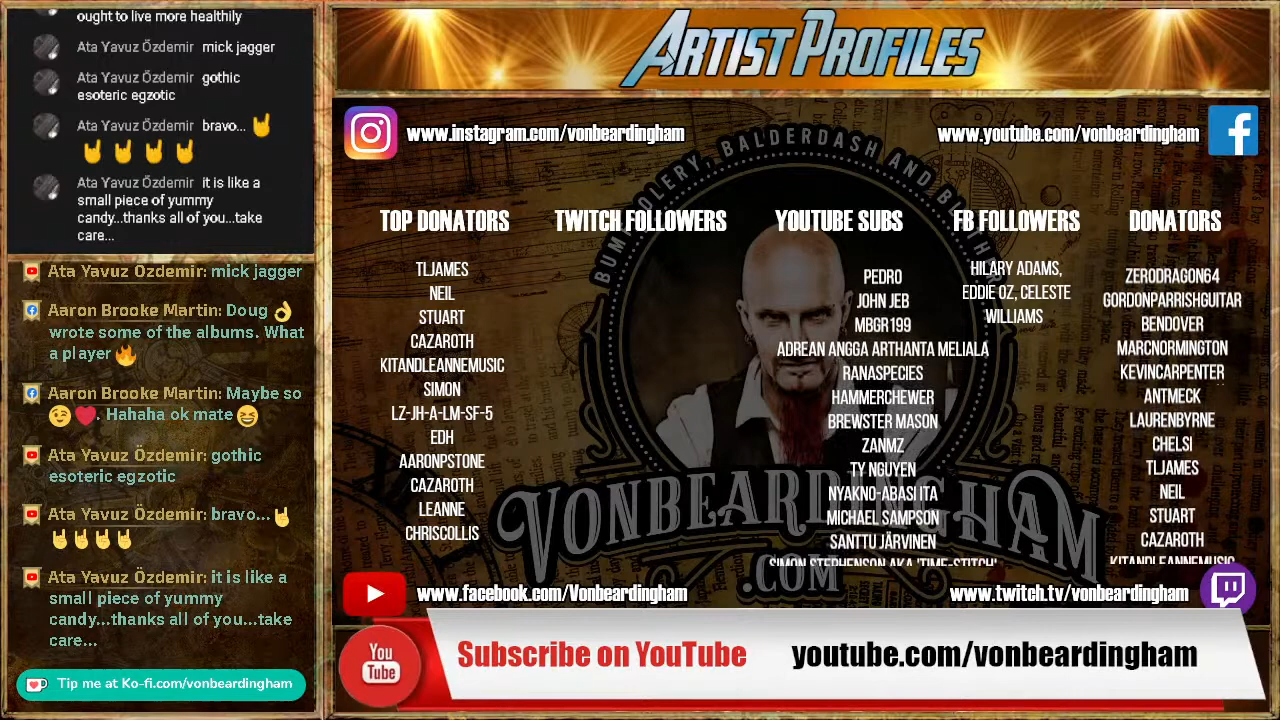 ought to live more healthily
Ata Yavuz Özdemir mick jagger
Ata Yavuz Özdemir gothic
esoteric egzotic
Ata Yavuz Özdemir bravo... 🤘
🤘 🤘 🤘 🤘
Ata Yavuz Özdemir it is like a
small piece of yummy
candy...thanks all of you...take
care...
Ata Yavuz Özdemir: mick jagger
Aaron Brooke Martin: Doug 👌
wrote some of the albums. What
a player 🔥
Aaron Brooke Martin: Maybe so
😉❤️. Hahaha ok mate 😆
Ata Yavuz Özdemir: gothic
esoteric egzotic
Ata Yavuz Özdemir: bravo...🤘
🤘🤘🤘🤘
Ata Yavuz Özdemir: it is like a
small piece of yummy
candy...thanks all of you...take
care...
Tip me at Ko-fi.com/vonbeardingham
ARTIST PROFILES
www.instagram.com/vonbeardingham
www.youtube.com/vonbeardingham
BALDERDASH AND
TOP DONATORS
TLJAMES
NEIL
STUART
CAZAROTH
KITANDLEANNEMUSIC
SIMON
LZ-JH-A-LM-SF-5
EDH
AARONPSTONE
CAZAROTH
LEANNE
CHRISCOLLIS
TWITCH FOLLOWERS
YOUTUBE SUBS
PEDRO
JOHN JEB
MBGR199
ADREAN ANGGA ARTHANTA MELIALA
RANASPECIES
HAMMERCHEWER
BREWSTER MASON
ZANMZ
TY NGUYEN
NYAKNO-ABASI ITA
MICHAEL SAMPSON
SANTTU JÄRVINEN
SIMON STEPHENSON AKA 'TIME-STITCH'
FB FOLLOWERS
HILARY ADAMS,
EDDIE OZ, CELESTE
WILLIAMS
DONATORS
ZERODRAGON64
GORDONPARRISHGUITAR
BENDOVER
MARCNORMINGTON
KEVINCARPENTER
ANTMECK
LAURENBYRNE
CHELSI
TLJAMES
NEIL
STUART
CAZAROTH
KITANDLEANNEMUSIC
VONBEARDINGHAM
.COM
www.facebook.com/Vonbeardingham
www.twitch.tv/vonbeardingham
You
Tube
Subscribe on YouTube
youtube.com/vonbeardingham